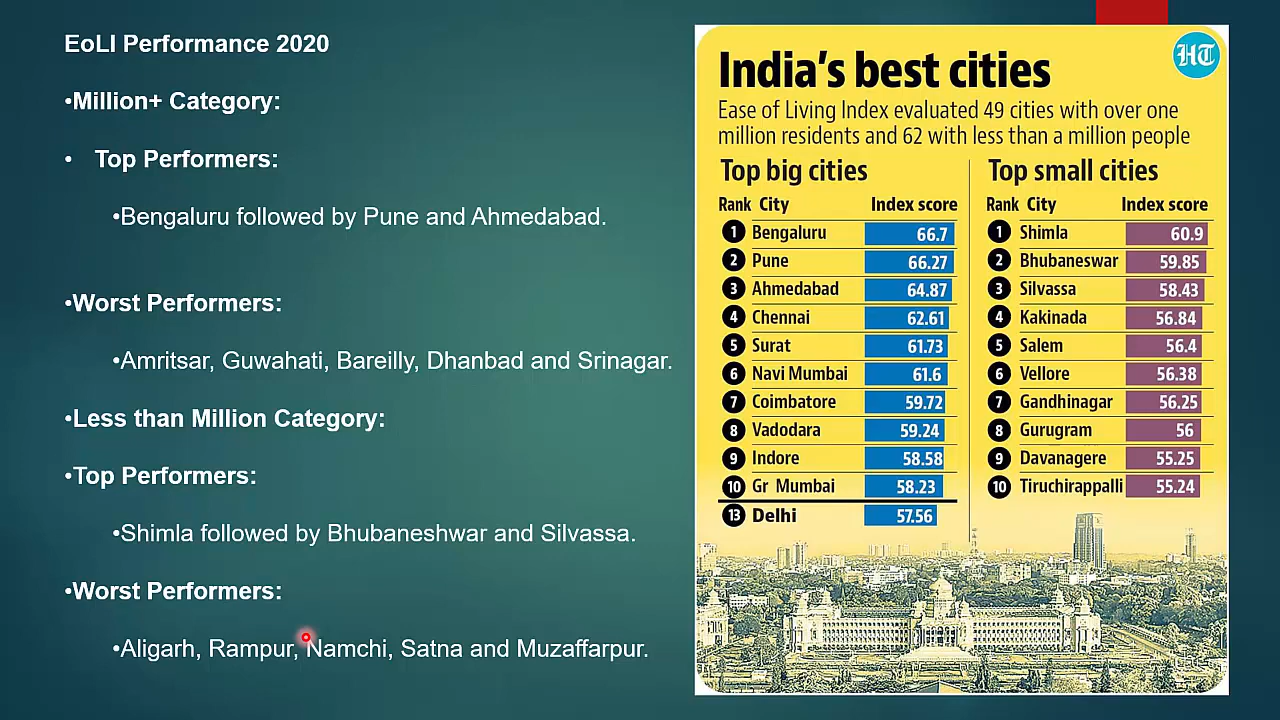 EoLI Performance 2020
•Million+ Category:
• Top Performers:
•Bengaluru followed by Pune and Ahmedabad.
•Worst Performers:
•Amritsar, Guwahati, Bareilly, Dhanbad and Srinagar.
•Less than Million Category:
•Top Performers:
•Shimla followed by Bhubaneshwar and Silvassa.
•Worst Performers:
•Aligarh, Rampur, Namchi, Satna and Muzaffarpur.
HT
India's best cities
Ease of Living Index evaluated 49 cities with over one
million residents and 62 with less than a million people
Top big cities
Rank City Index score
1 Bengaluru 66.7
2 Pune 66.27
3 Ahmedabad 64.87
4 Chennai 62.61
5 Surat 61.73
6 Navi Mumbai 61.6
7 Coimbatore 59.72
8 Vadodara 59.24
9 Indore 58.58
10 Gr Mumbai 58.23
13 Delhi 57.56
Top small cities
Rank City Index score
1 Shimla 60.9
2 Bhubaneswar 59.85
3 Silvassa 58.43
4 Kakinada 56.84
5 Salem 56.4
6 Vellore 56.38
7 Gandhinagar 56.25
8 Gurugram 56
9 Davanagere 55.25
10 Tiruchirappalli 55.24